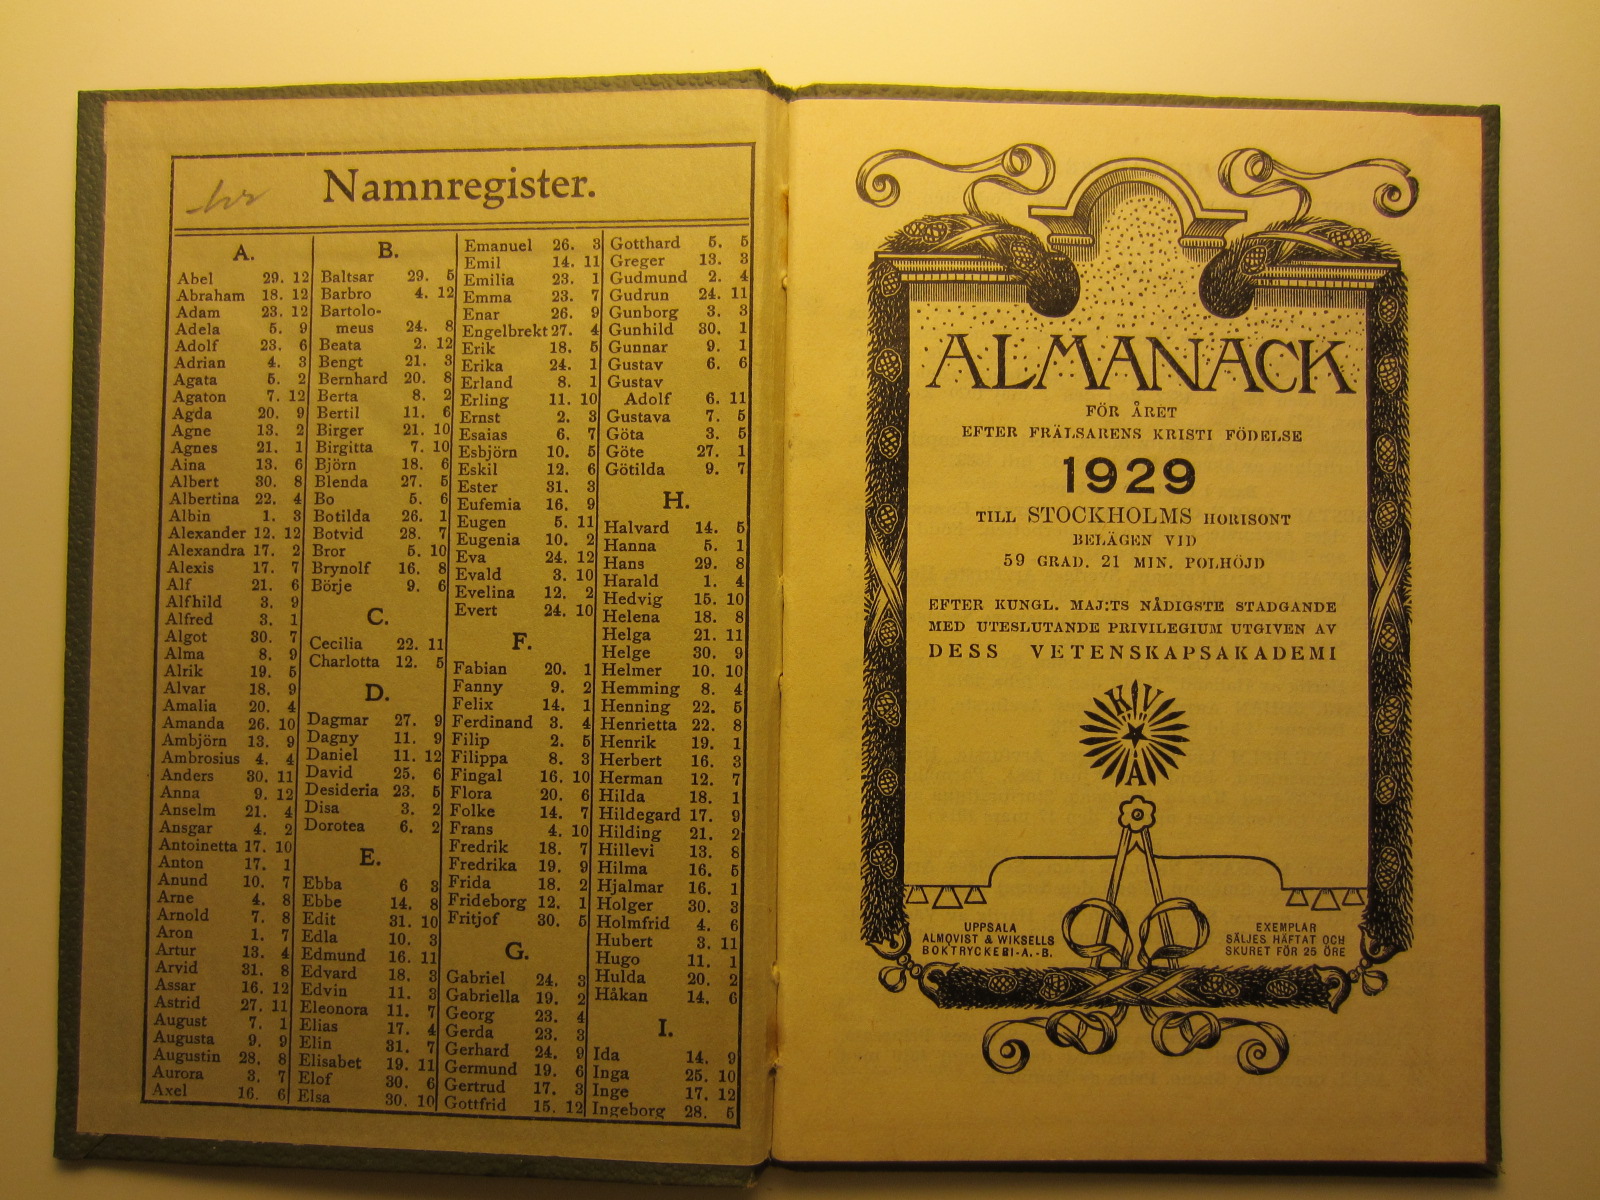 Namnregister.
A.
Abel 29. 12
Abraham 18. 12
Adam 23. 12
Adela 5. 9
Adolf 23. 6
Adrian 4. 3
Agata 5. 2
Agaton 7. 12
Agda 20. 9
Agne 13. 2
Agnes 21. 1
Aina 13. 6
Albert 30. 8
Albertina 22. 4
Albin 1. 3
Alexander 12. 12
Alexandra 17. 2
Alexis 17. 7
Alf 21. 6
Alfhild 3. 9
Alfred 3. 1
Algot 30. 7
Alma 8. 9
Alrik 19. 5
Alvar 18. 9
Amalia 20. 4
Amanda 26. 10
Ambjörn 13. 9
Ambrosius 4. 4
Anders 30. 11
Anna 9. 12
Anselm 21. 4
Ansgar 4. 2
Antoinetta 17. 10
Anton 17. 1
Anund 10. 7
Arne 4. 8
Arnold 7. 8
Aron 1. 7
Artur 13. 4
Arvid 31. 8
Assar 16. 12
Astrid 27. 11
August 7. 1
Augusta 9. 9
Augustin 28. 8
Aurora 3. 7
Axel 16. 6
B.
Baltsar 29. 5
Barbro 4. 12
Bartolo-
meus 24. 8
Beata 2. 12
Bengt 21. 3
Bernhard 20. 8
Berta 8. 2
Bertil 11. 6
Birger 21. 10
Birgitta 7. 10
Björn 18. 6
Blenda 27. 5
Bo 5. 6
Botilda 26. 1
Botvid 28. 7
Bror 5. 10
Brynolf 16. 8
Börje 9. 6
C.
Cecilia 22. 11
Charlotta 12. 5
D.
Dagmar 27. 9
Dagny 11. 9
Daniel 11. 12
David 25. 6
Desideria 23. 5
Disa 3. 2
Dorotea 6. 2
E.
Ebba 6 3
Ebbe 14. 8
Edit 31. 10
Edla 10. 3
Edmund 16. 11
Edvard 18. 3
Edvin 11. 3
Eleonora 11. 7
Elias 17. 4
Elin 31. 7
Elisabet 19. 11
Elof 30. 6
Elsa 30. 10
Emanuel 26. 3
Emil 14. 11
Emilia 23. 1
Emma 23. 7
Enar 26. 9
Engelbrekt 27. 4
Erik 18. 5
Erika 24. 1
Erland 8. 1
Erling 11. 10
Ernst 2. 3
Esaias 6. 7
Esbjörn 10. 5
Eskil 12. 6
Ester 31. 3
Eufemia 16. 9
Eugen 5. 11
Eugenia 10. 2
Eva 24. 12
Evald 3. 10
Evelina 12. 2
Evert 24. 10
F.
Fabian 20. 1
Fanny 9. 2
Felix 14. 1
Ferdinand 3. 4
Filip 2. 5
Filippa 8. 3
Fingal 16. 10
Flora 20. 6
Folke 14. 7
Frans 4. 10
Fredrik 18. 7
Fredrika 19. 9
Frida 18. 2
Frideborg 12. 1
Fritjof 30. 5
G.
Gabriel 24. 3
Gabriella 19. 2
Georg 23. 4
Gerda 23. 3
Gerhard 24. 9
Germund 19. 6
Gertrud 17. 3
Gottfrid 15. 12
Gotthard 5. 5
Greger 13. 3
Gudmund 2. 4
Gudrun 24. 11
Gunborg 3. 3
Gunhild 30. 1
Gunnar 9. 1
Gustav 6. 6
Gustav
Adolf 6. 11
Gustava 7. 5
Göta 3. 5
Göte 27. 1
Götilda 9. 7
H.
Halvard 14. 5
Hanna 5. 1
Hans 29. 8
Harald 1. 4
Hedvig 15. 10
Helena 18. 8
Helga 21. 11
Helge 30. 9
Helmer 10. 10
Hemming 8. 4
Henning 22. 5
Henrietta 22. 8
Henrik 19. 1
Herbert 16. 3
Herman 12. 7
Hilda 18. 1
Hildegard 17. 9
Hilding 21. 2
Hillevi 13. 8
Hilma 16. 5
Hjalmar 16. 1
Holger 30. 3
Holmfrid 4. 6
Hubert 3. 11
Hugo 11. 1
Hulda 20. 2
Håkan 14. 6
I.
Ida 14. 9
Inga 25. 10
Inge 17. 12
Ingeborg 28. 5
ALMANACK
FÖR ÅRET
EFTER FRÄLSARENS KRISTI FÖDELSE
1929
TILL STOCKHOLMS HORISONT
BELÄGEN VID
59 GRAD. 21 MIN. POLHÖJD
EFTER KUNGL. MAJ:TS NÅDIGSTE STADGANDE
MED UTESLUTANDE PRIVILEGIUM UTGIVEN AV
DESS VETENSKAPSAKADEMI
K V
A
UPPSALA
ALMQVIST & WIKSELLS
BOKTRYCKERI-A.-B.
EXEMPLAR
SÄLJES HÄFTAT OCH
SKURET FÖR 25 ÖRE